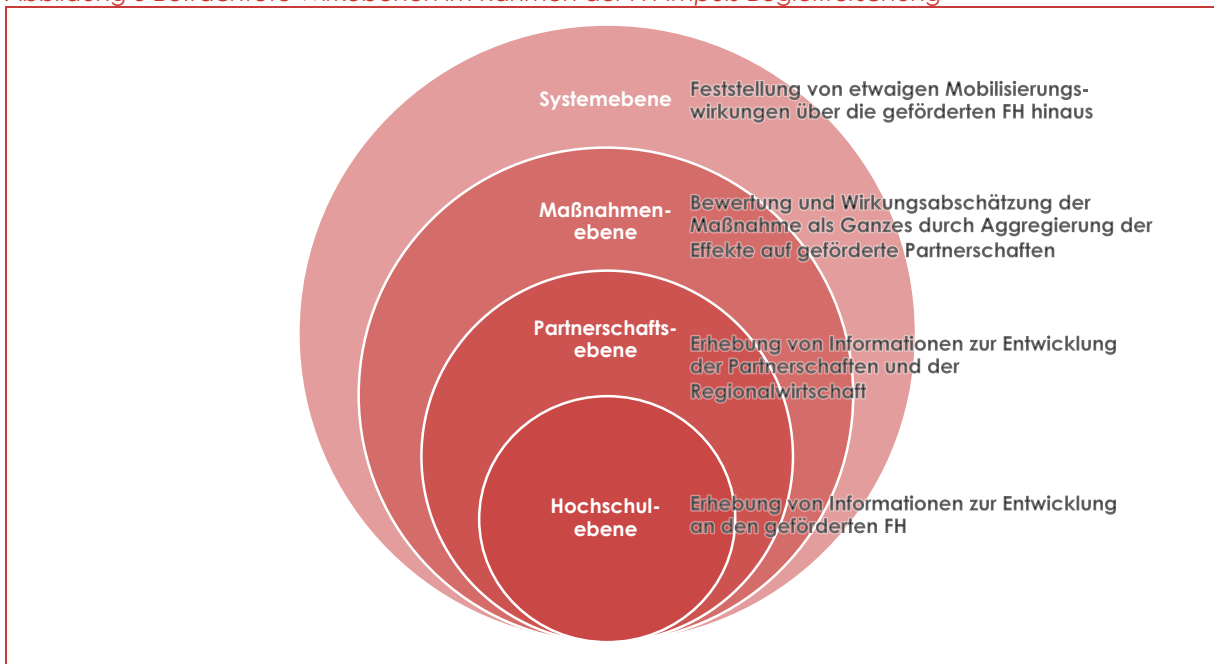 Systemebene
Feststellung von etwaigen Mobilisierungs-
wirkungen über die geförderten FH hinaus
Maßnahmen-
ebene
Bewertung und Wirkungsabschätzung der
Maßnahme als Ganzes durch Aggregierung der
Effekte auf geförderte Partnerschaften
Partnerschafts-
ebene
Erhebung von Informationen zur Entwicklung
der Partnerschaften und der
Regionalwirtschaft
Hochschul-
ebene
Erhebung von Informationen zur Entwicklung
an den geförderten FH